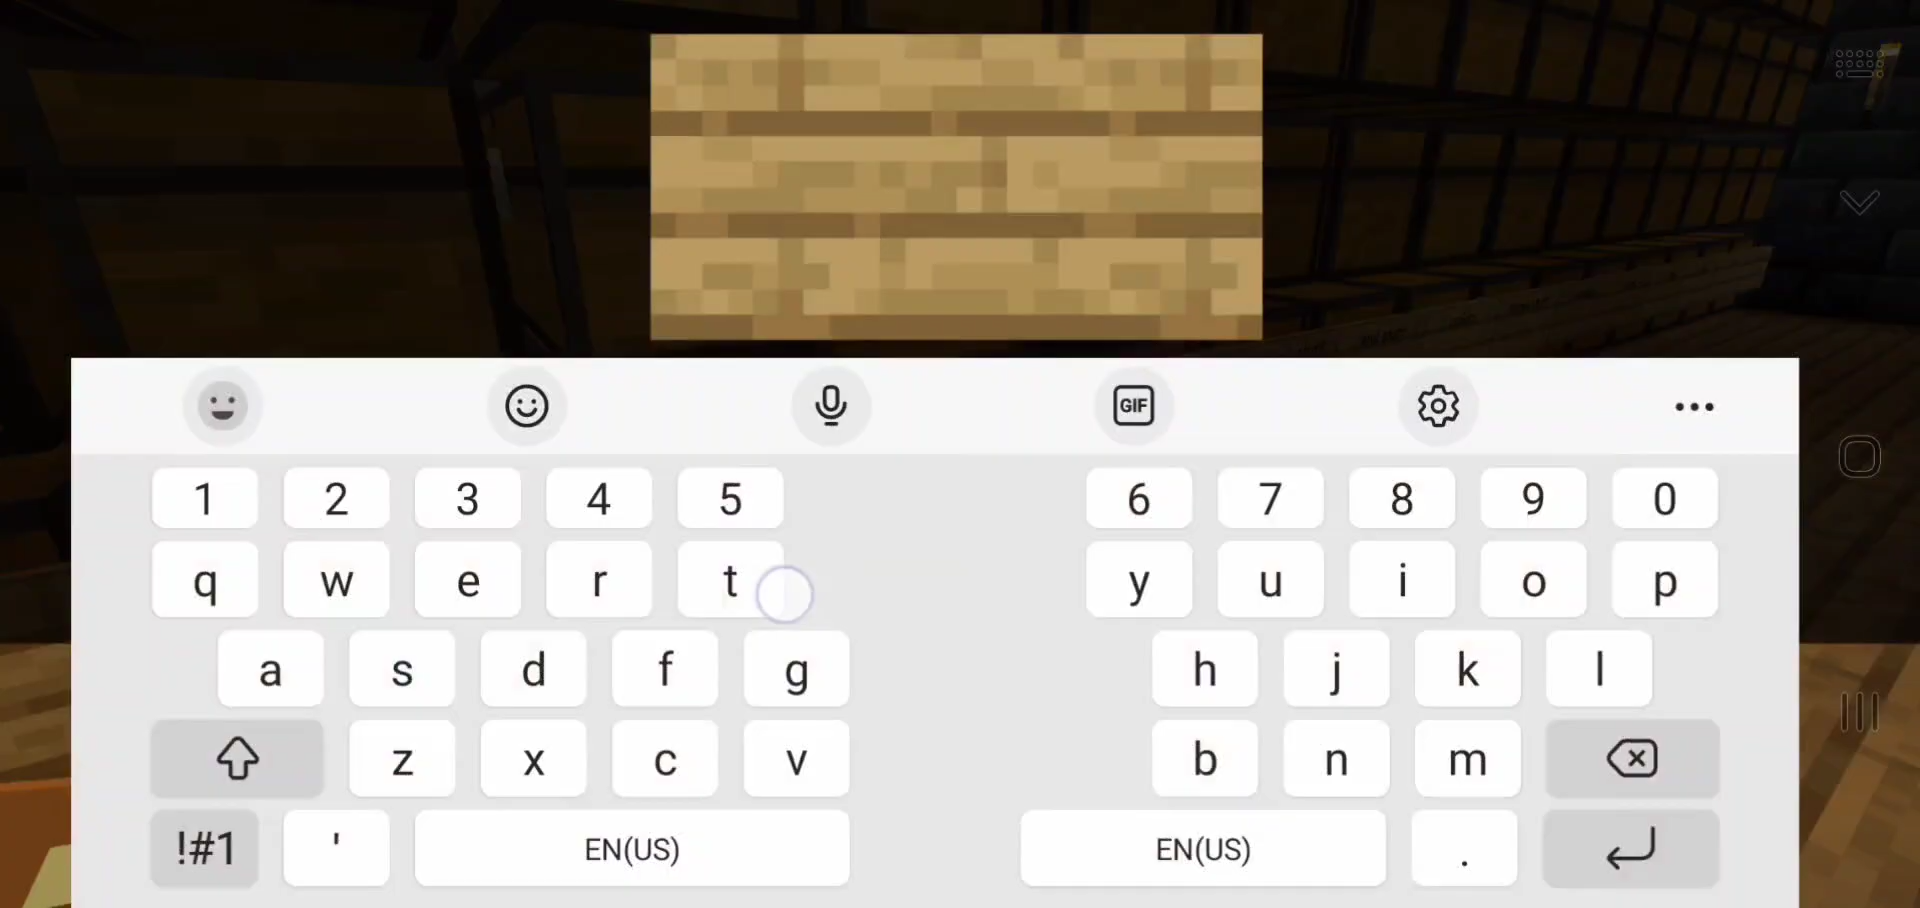 GIF
1 2 3 4 5 6 7 8 9 0
q w e r t y u i o p
a s d f g h j k l
z x c v b n m
!#1 ' EN(US) EN(US) .